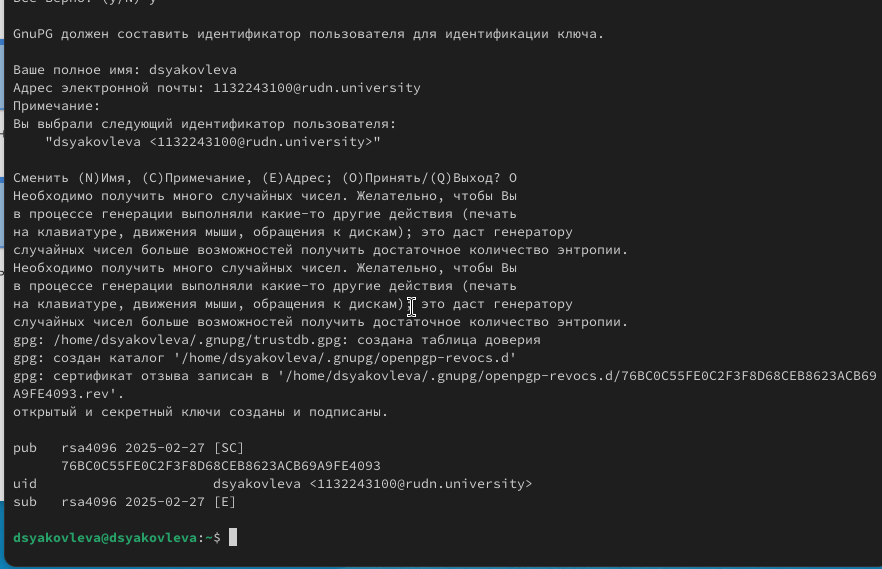 Все верно? (y/N) y
GnuPG должен составить идентификатор пользователя для идентификации ключа.
Ваше полное имя: dsyakovleva
Адрес электронной почты: 1132243100@rudn.university
Примечание:
Вы выбрали следующий идентификатор пользователя:
"dsyakovleva <1132243100@rudn.university>"
Сменить (N)Имя, (C)Примечание, (E)Адрес; (O)Принять/(Q)Выход? O
Необходимо получить много случайных чисел. Желательно, чтобы Вы
в процессе генерации выполняли какие-то другие действия (печать
на клавиатуре, движения мыши, обращения к дискам); это даст генератору
случайных чисел больше возможностей получить достаточное количество энтропии.
Необходимо получить много случайных чисел. Желательно, чтобы Вы
в процессе генерации выполняли какие-то другие действия (печать
на клавиатуре, движения мыши, обращения к дискам); это даст генератору
случайных чисел больше возможностей получить достаточное количество энтропии.
gpg: /home/dsyakovleva/.gnupg/trustdb.gpg: создана таблица доверия
gpg: создан каталог '/home/dsyakovleva/.gnupg/openpgp-revocs.d'
gpg: сертификат отзыва записан в '/home/dsyakovleva/.gnupg/openpgp-revocs.d/76BC0C55FE0C2F3F8D68CEB8623ACB69
A9FE4093.rev'.
открытый и секретный ключи созданы и подписаны.
pub   rsa4096 2025-02-27 [SC]
76BC0C55FE0C2F3F8D68CEB8623ACB69A9FE4093
uid                      dsyakovleva <1132243100@rudn.university>
sub   rsa4096 2025-02-27 [E]
dsyakovleva@dsyakovleva:~$